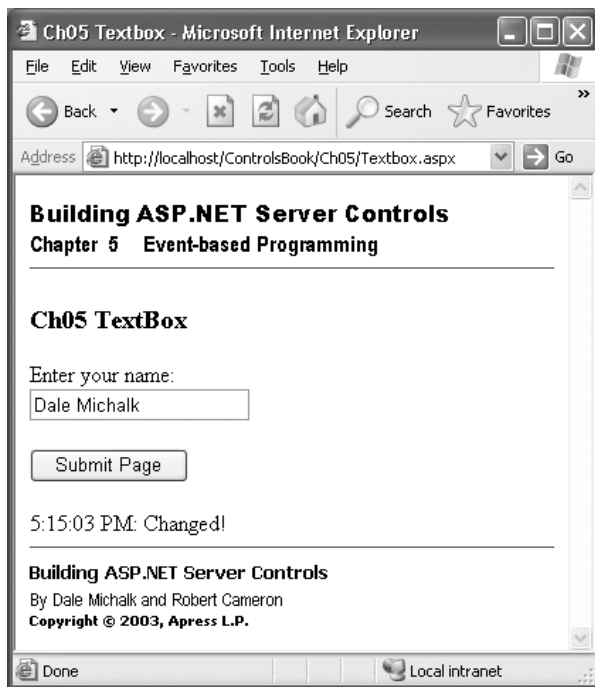 Ch05 Textbox - Microsoft Internet Explorer
File Edit View Favorites Tools Help
Back Search Favorites »
Address http://localhost/ControlsBook/Ch05/Textbox.aspx Go
Building ASP.NET Server Controls
Chapter 5 Event-based Programming
Ch05 TextBox
Enter your name:
Dale Michalk
Submit Page
5:15:03 PM: Changed!
Building ASP.NET Server Controls
By Dale Michalk and Robert Cameron
Copyright © 2003, Apress L.P.
Done Local intranet